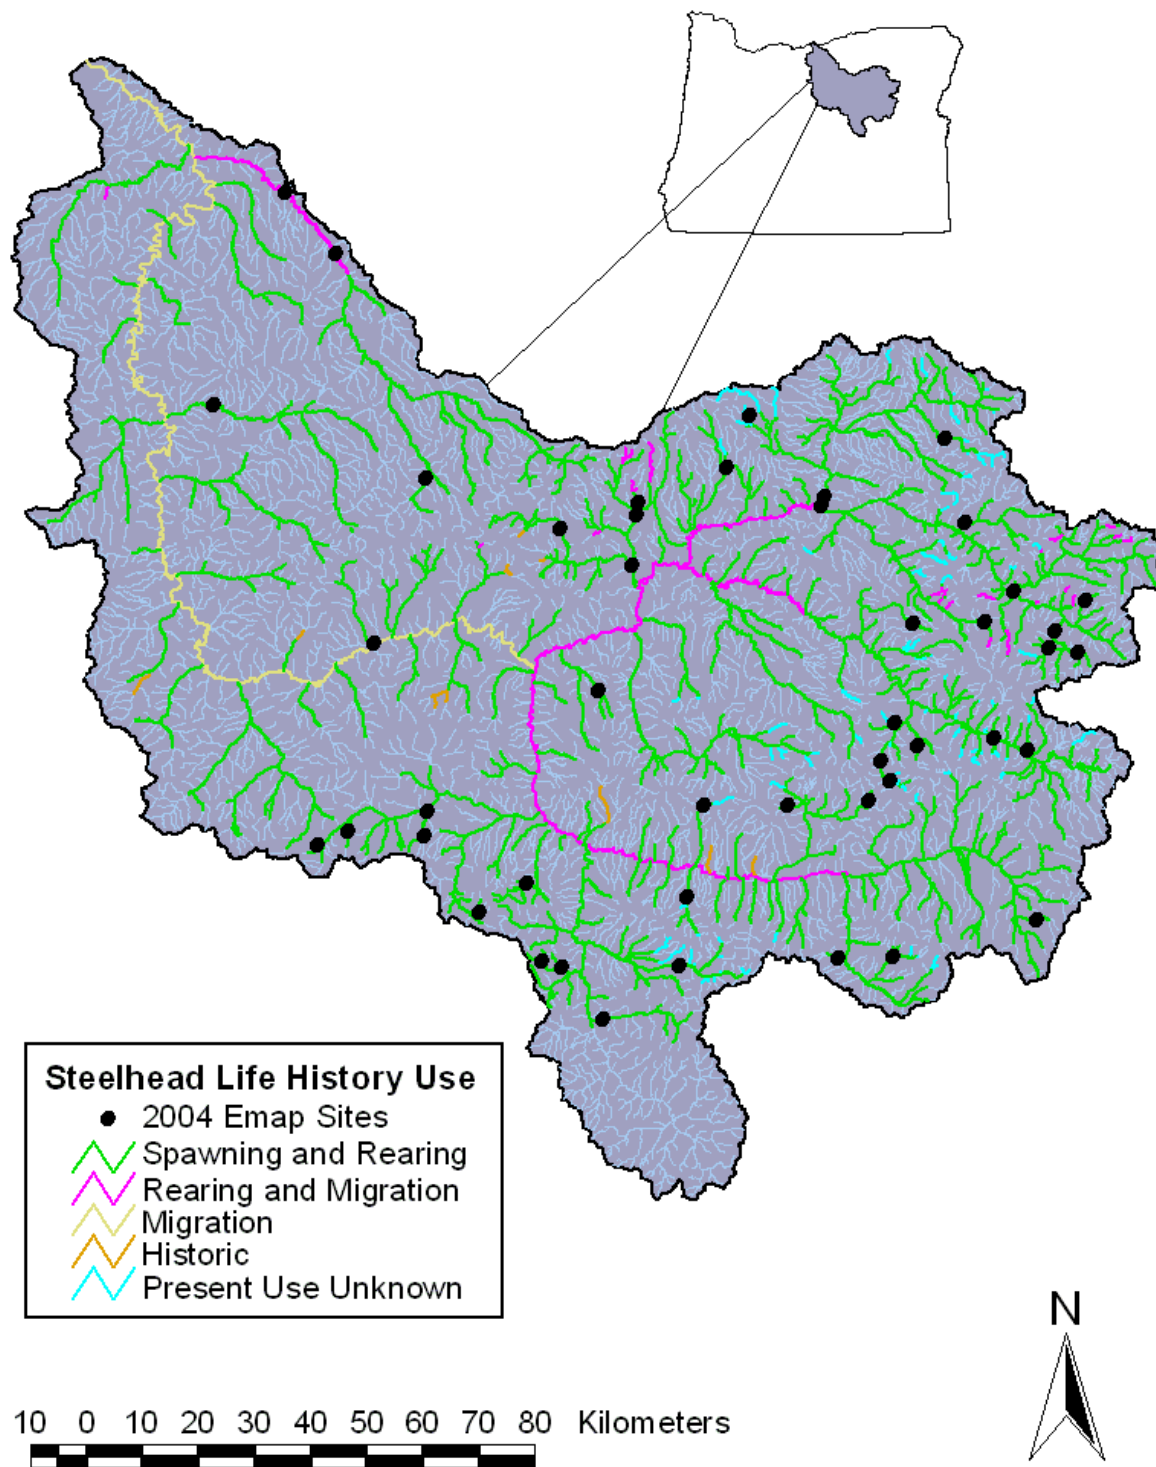 Steelhead Life History Use
2004 Emap Sites
Spawning and Rearing
Rearing and Migration
Migration
Historic
Present Use Unknown
N
10 0 10 20 30 40 50 60 70 80 Kilometers